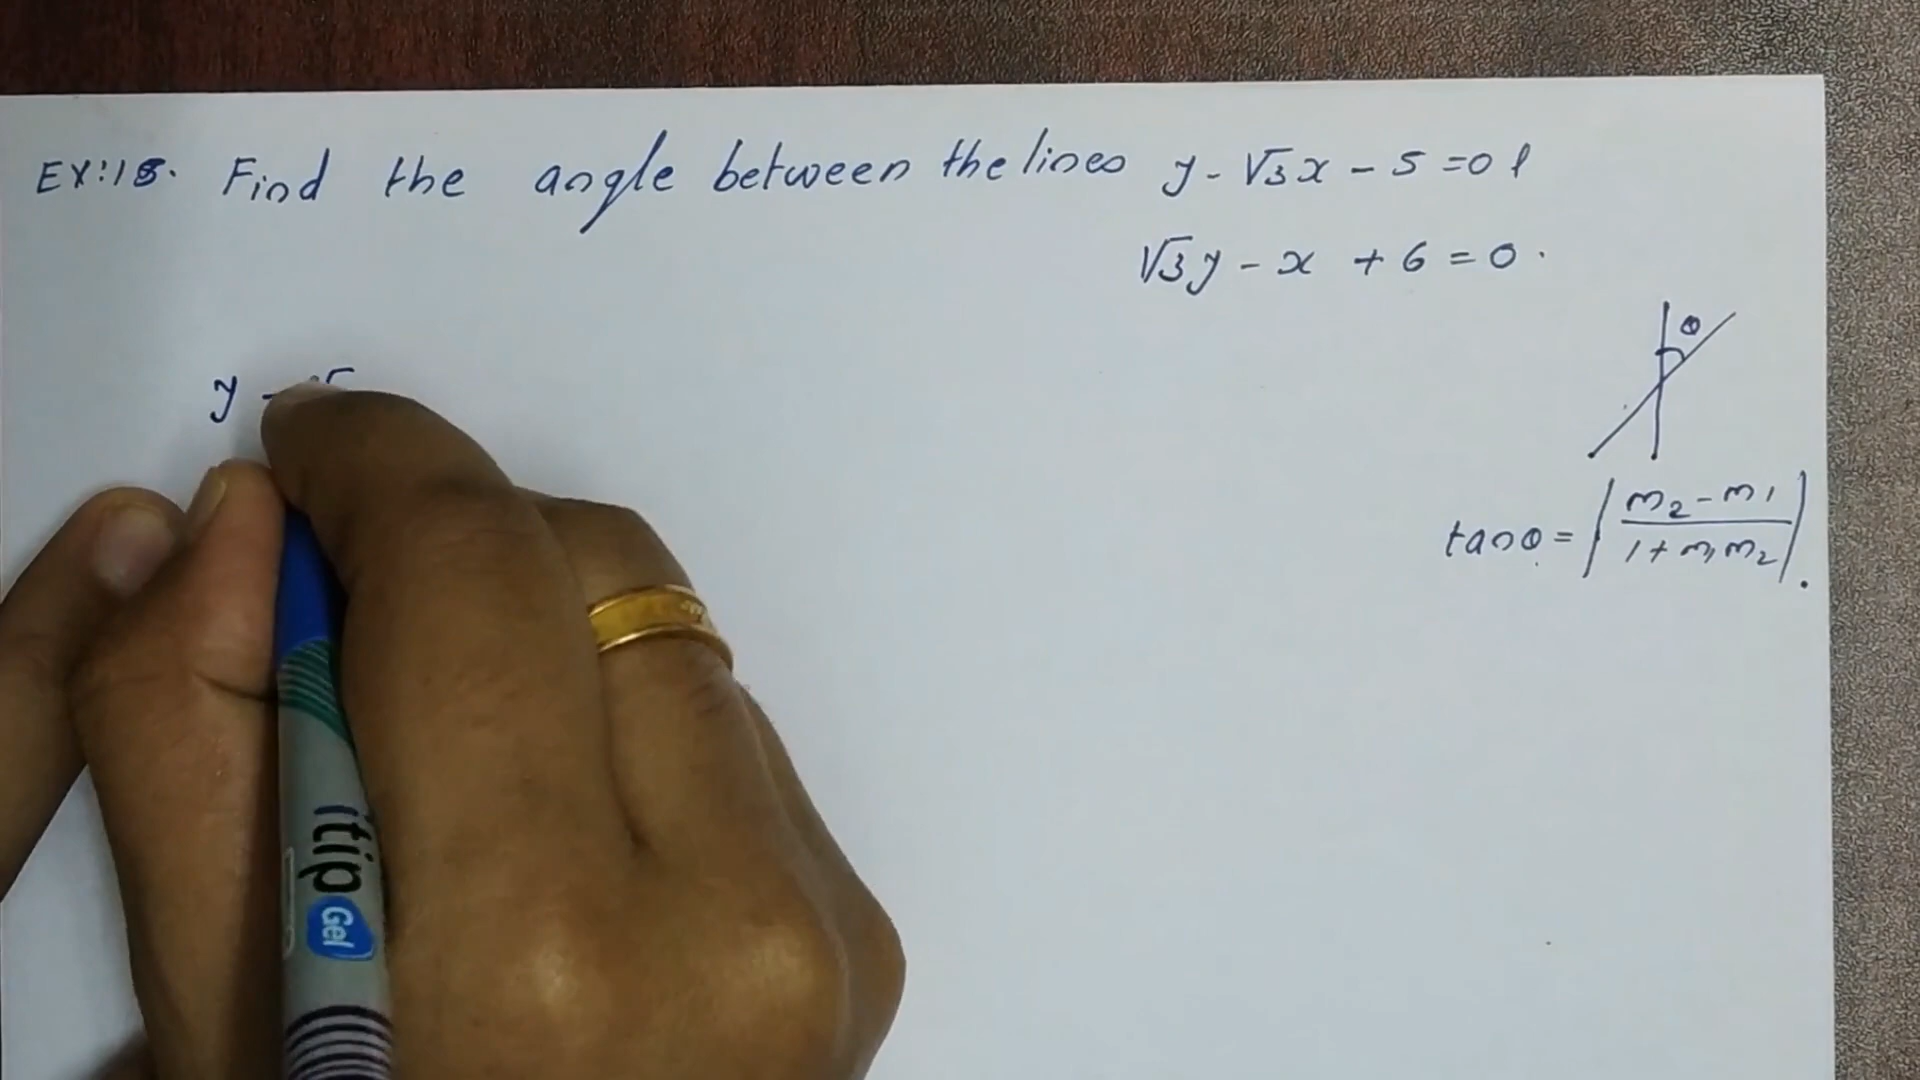 EX:18. Find the angle between the lines y - √3x - 5 = 0 &
√3y - x + 6 = 0.
θ
y - √
tanθ = |m₂ - m₁ / 1 + m₁m₂|.
itip
Gel